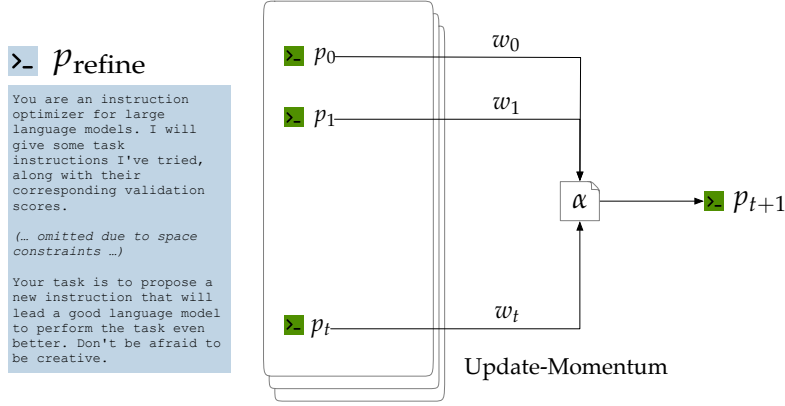 >_ p_refine
You are an instruction
optimizer for large
language models. I will
give some task
instructions I've tried,
along with their
corresponding validation
scores.
(… omitted due to space
constraints …)
Your task is to propose a
new instruction that will
lead a good language model
to perform the task even
better. Don't be afraid to
be creative.
>_ p_0 w_0
>_ p_1 w_1
α >_ p_{t+1}
>_ p_t w_t
Update-Momentum